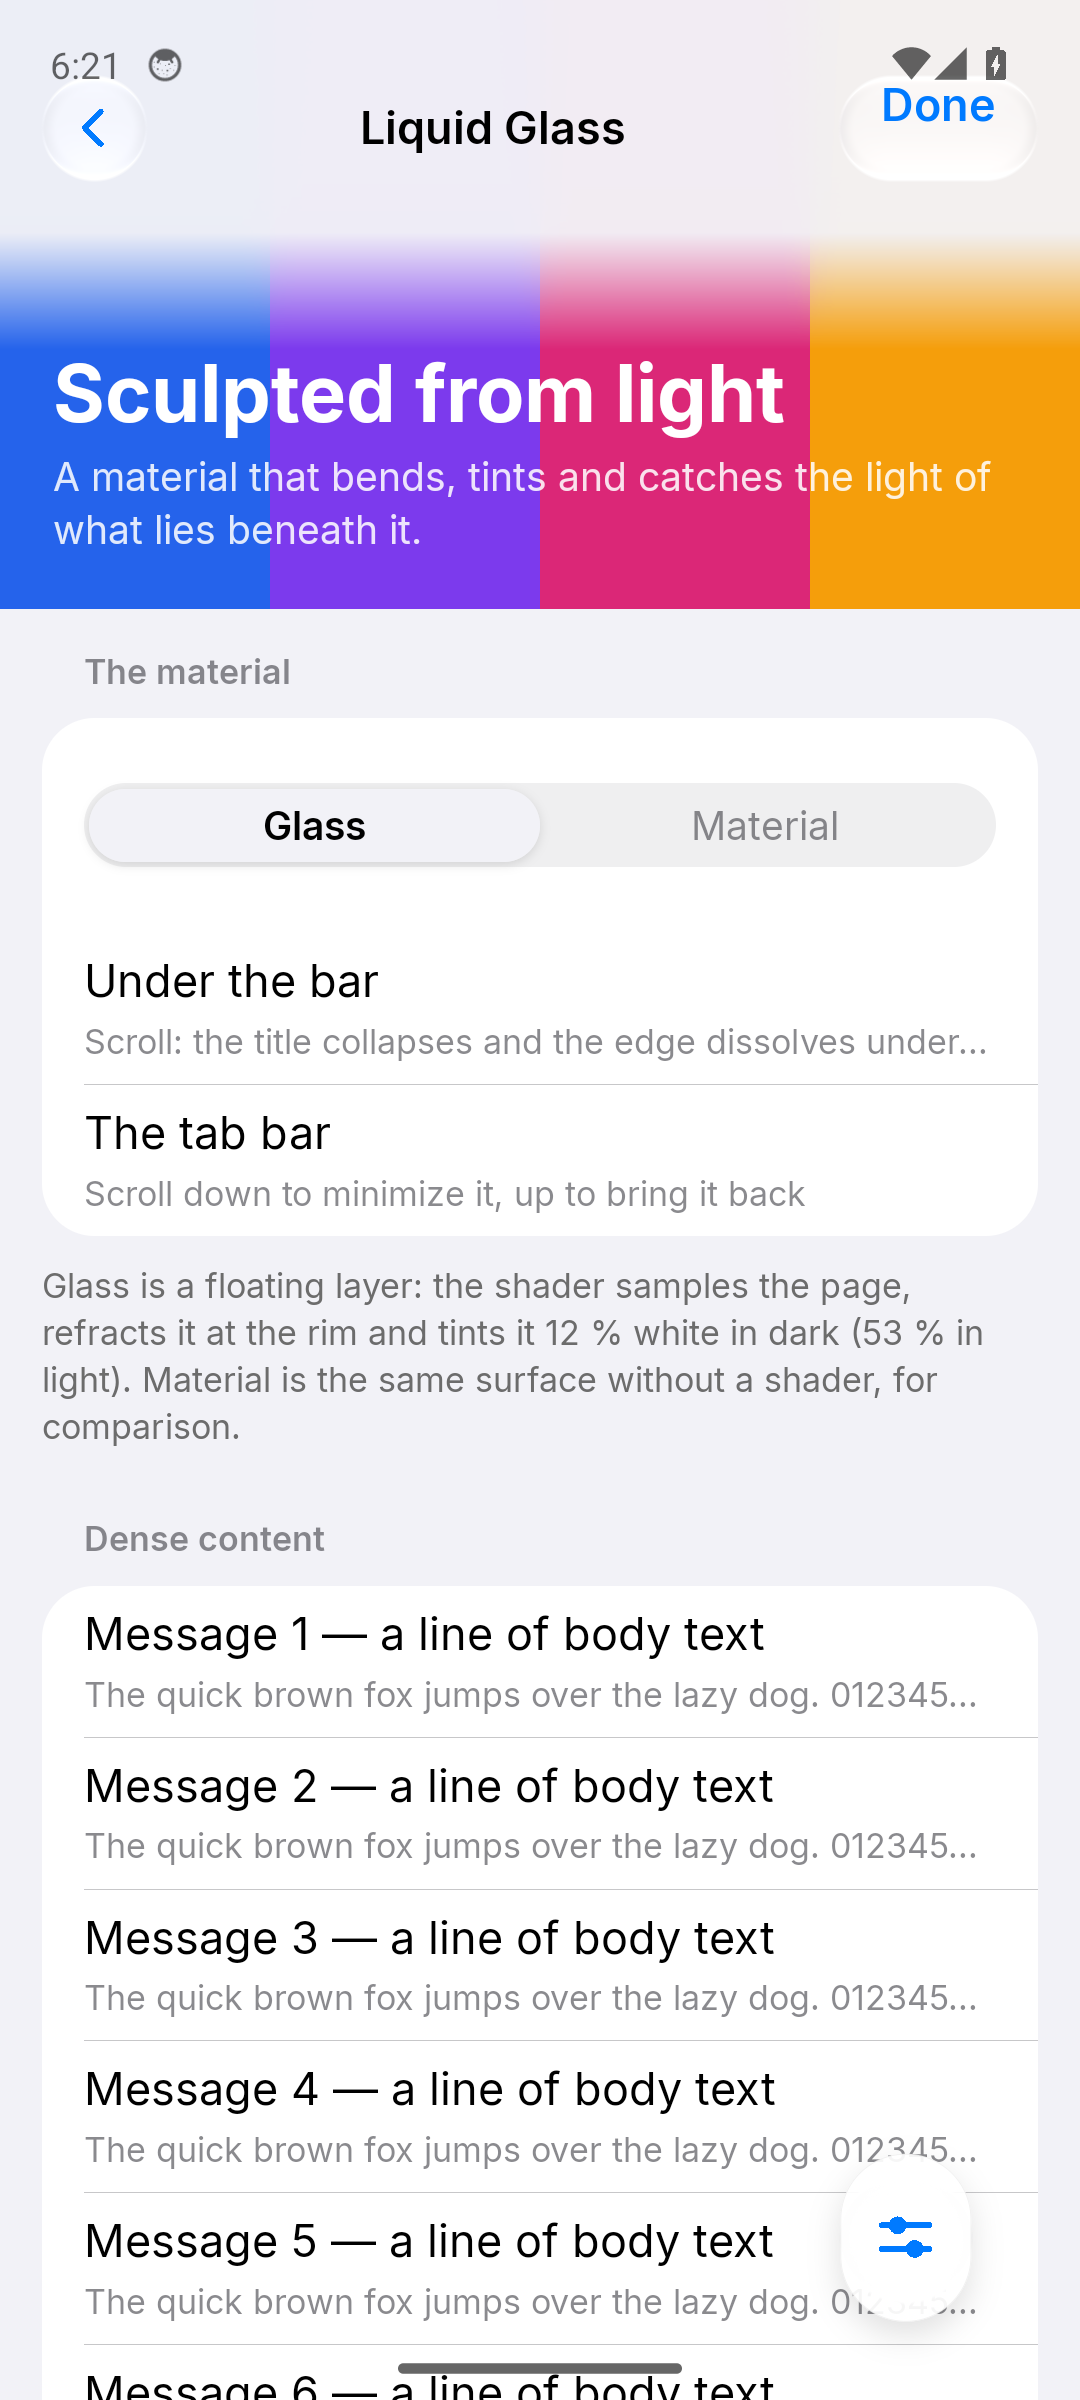 6:21
Liquid Glass
Done
Sculpted from light
A material that bends, tints and catches the light of
what lies beneath it.
The material
Glass
Material
Under the bar
Scroll: the title collapses and the edge dissolves under...
The tab bar
Scroll down to minimize it, up to bring it back
Glass is a floating layer: the shader samples the page,
refracts it at the rim and tints it 12 % white in dark (53 % in
light). Material is the same surface without a shader, for
comparison.
Dense content
Message 1 — a line of body text
The quick brown fox jumps over the lazy dog. 012345...
Message 2 — a line of body text
The quick brown fox jumps over the lazy dog. 012345...
Message 3 — a line of body text
The quick brown fox jumps over the lazy dog. 012345...
Message 4 — a line of body text
The quick brown fox jumps over the lazy dog. 012345...
Message 5 — a line of body text
The quick brown fox jumps over the lazy dog. 012345...
Message 6 — a line of body text